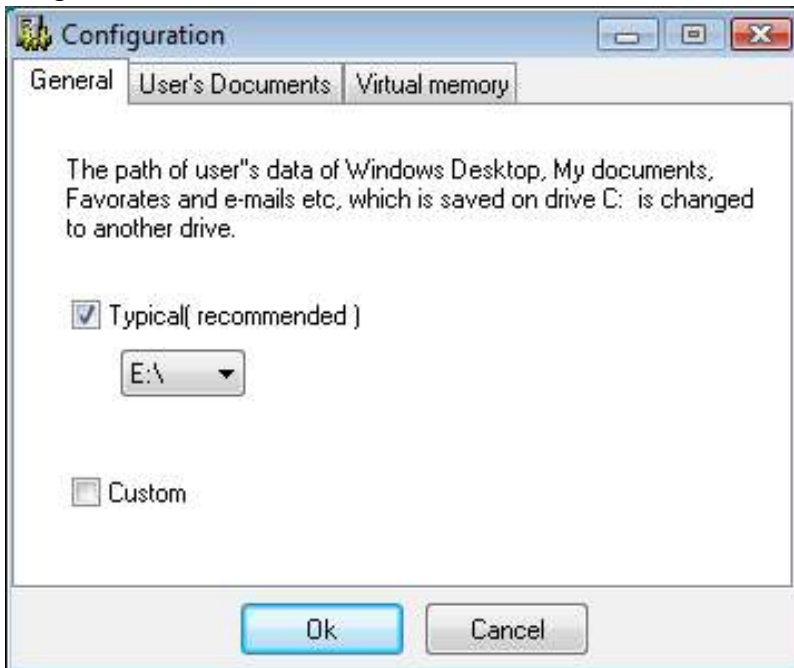 Configuration
General User's Documents Virtual memory
The path of user"s data of Windows Desktop, My documents,
Favorates and e-mails etc, which is saved on drive C: is changed
to another drive.
Typical( recommended )
E:\
Custom
Ok Cancel